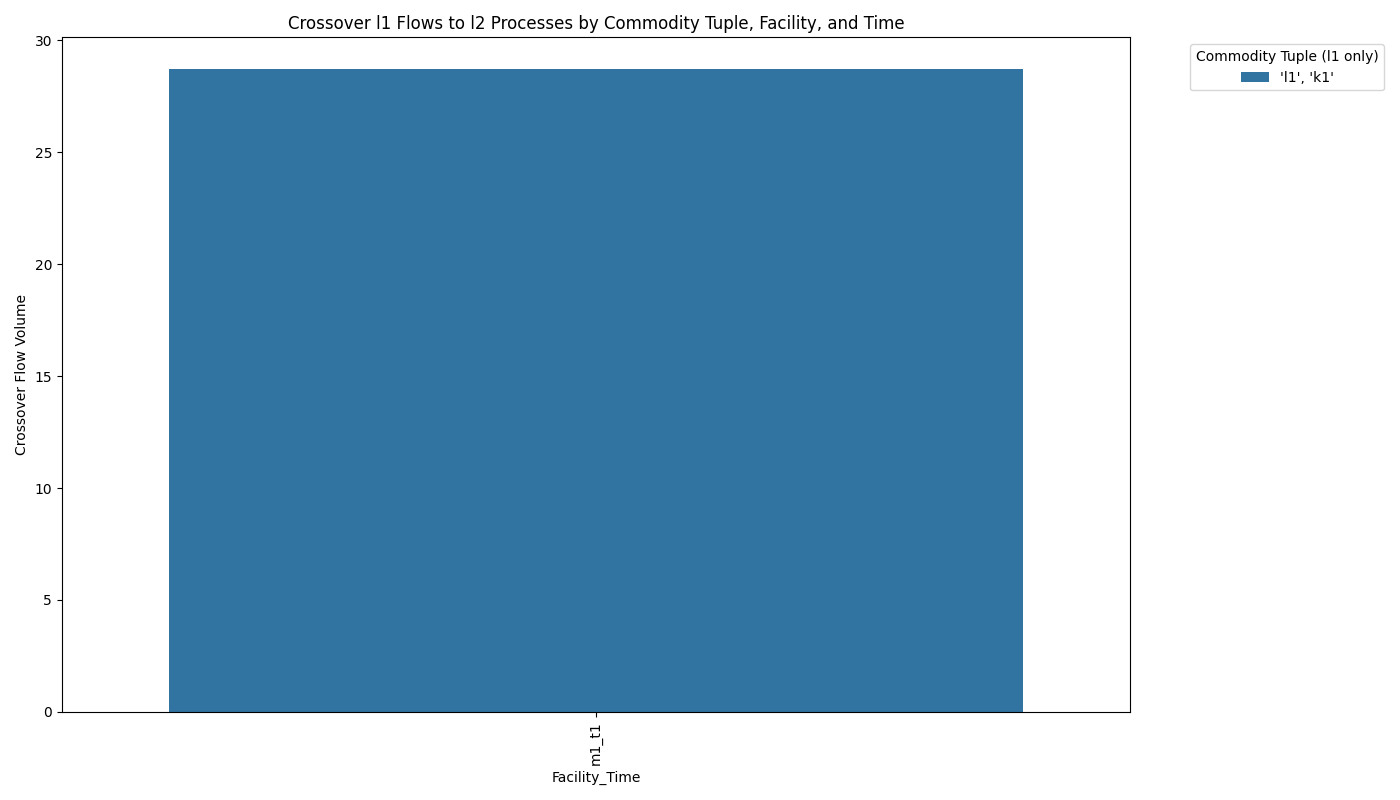 Crossover l1 Flows to l2 Processes by Commodity Tuple, Facility, and Time
Commodity Tuple (l1 only)
'l1', 'k1'
Crossover Flow Volume
30
25
20
15
10
5
0
m1_t1
Facility_Time